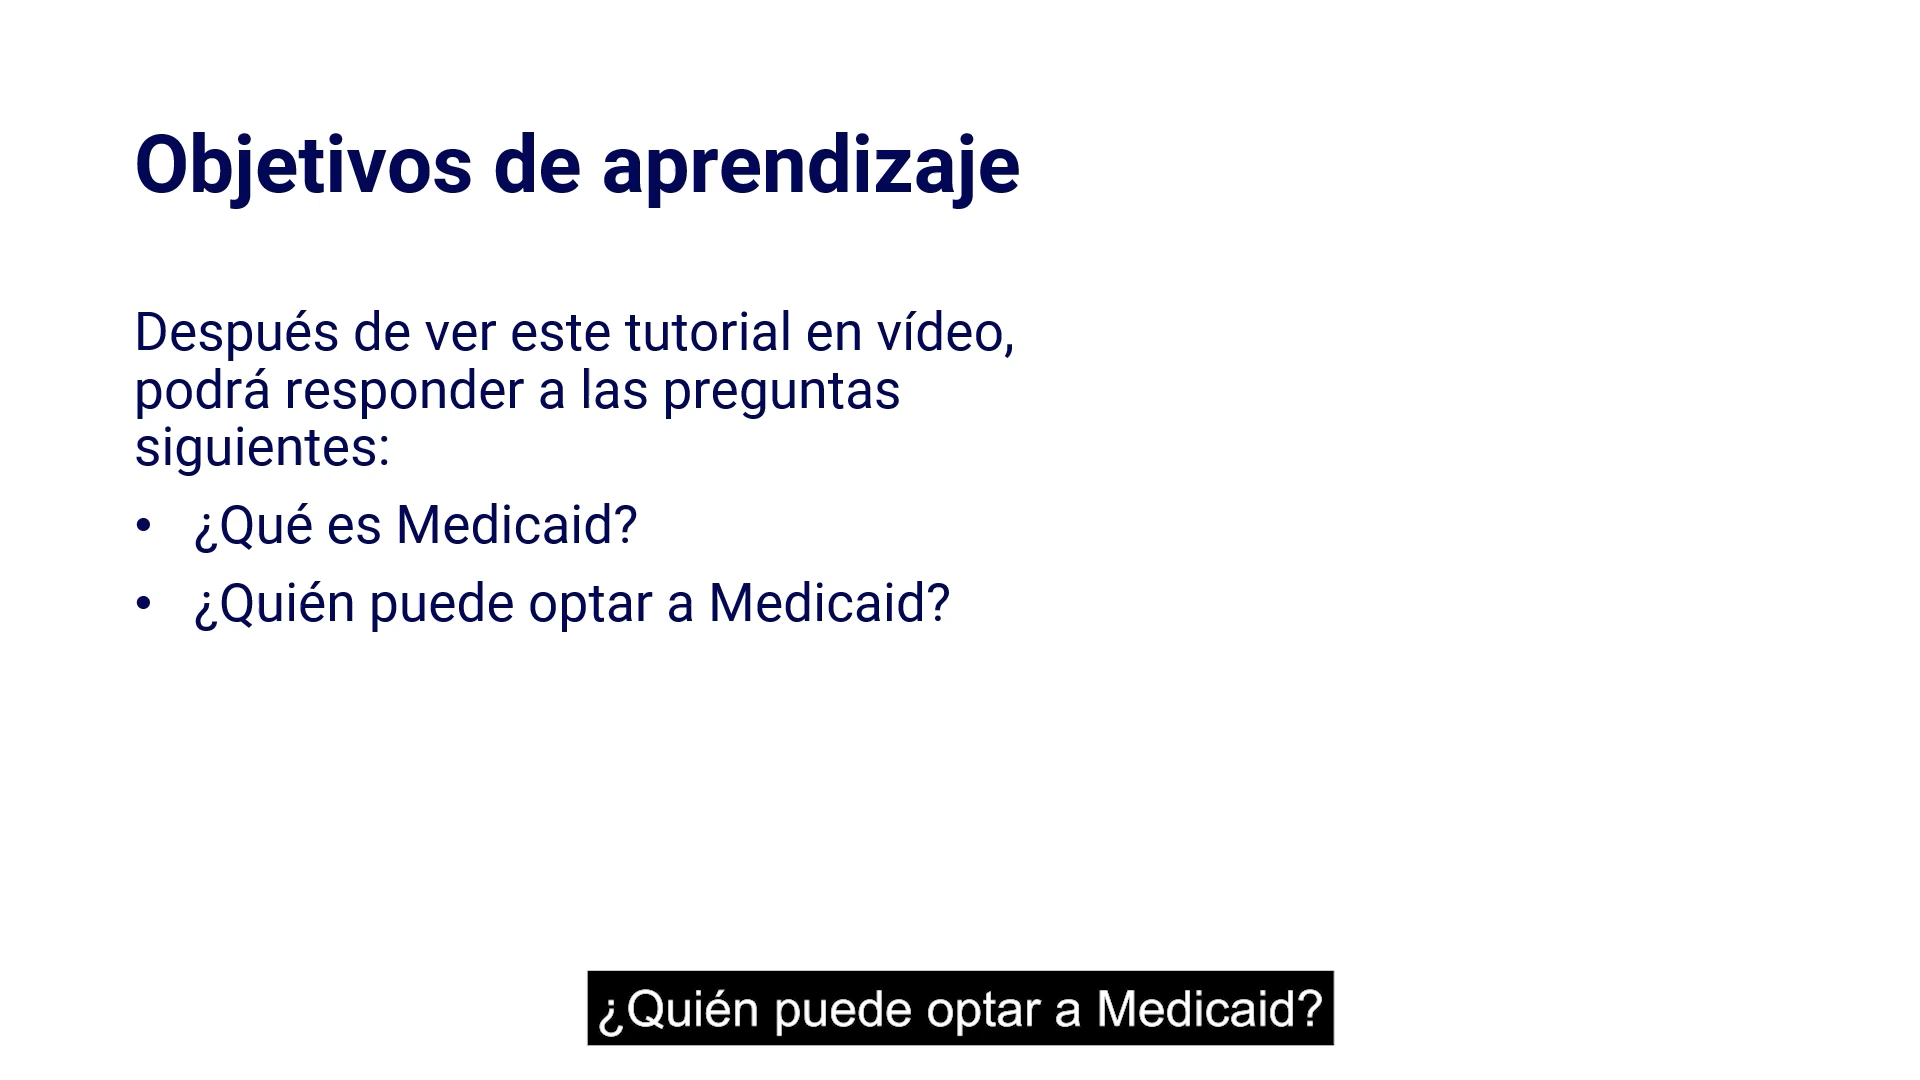 Objetivos de aprendizaje
Después de ver este tutorial en vídeo,
podrá responder a las preguntas
siguientes:
• ¿Qué es Medicaid?
• ¿Quién puede optar a Medicaid?
¿Quién puede optar a Medicaid?